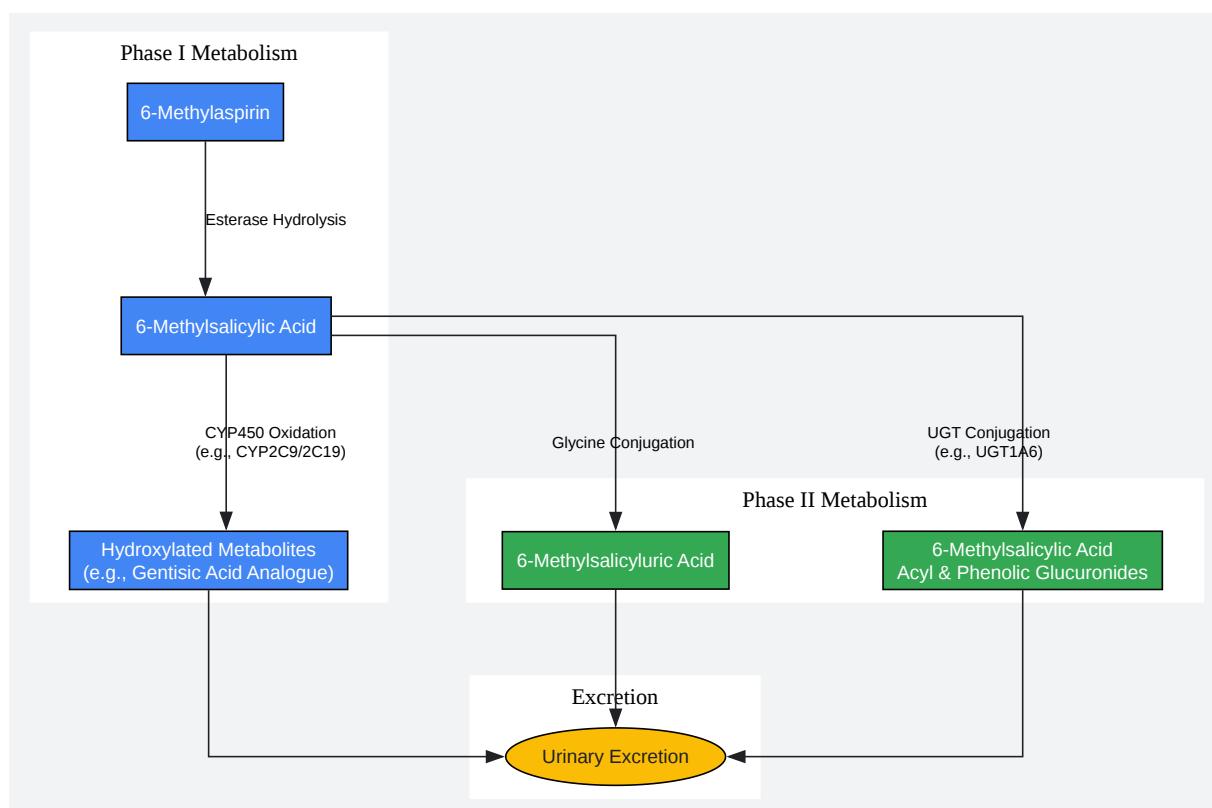 Phase I Metabolism
6-Methylaspirin
Esterase Hydrolysis
6-Methylsalicylic Acid
CYP450 Oxidation
(e.g., CYP2C9/2C19)
Glycine Conjugation
UGT Conjugation
(e.g., UGT1A6)
Phase II Metabolism
Hydroxylated Metabolites
(e.g., Gentisic Acid Analogue)
6-Methylsalicyluric Acid
6-Methylsalicylic Acid
Acyl & Phenolic Glucuronides
Excretion
Urinary Excretion